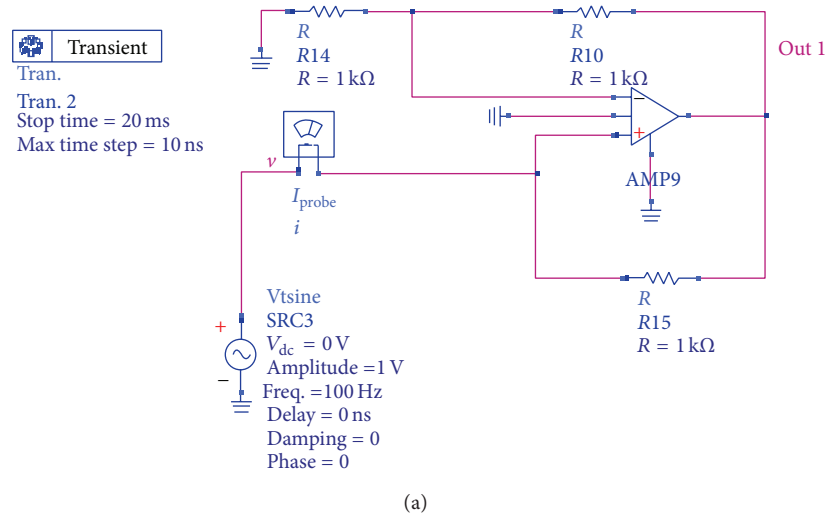 Transient
Tran.
Tran. 2
Stop time = 20 ms
Max time step = 10 ns
R
R14
R = 1 kΩ
R
R10
R = 1 kΩ
Out 1
−
+
AMP9
v
I_probe
i
R
R15
R = 1 kΩ
Vtsine
SRC3
V_dc = 0 V
Amplitude =1 V
Freq. =100 Hz
Delay = 0 ns
Damping = 0
Phase = 0
+
−
(a)